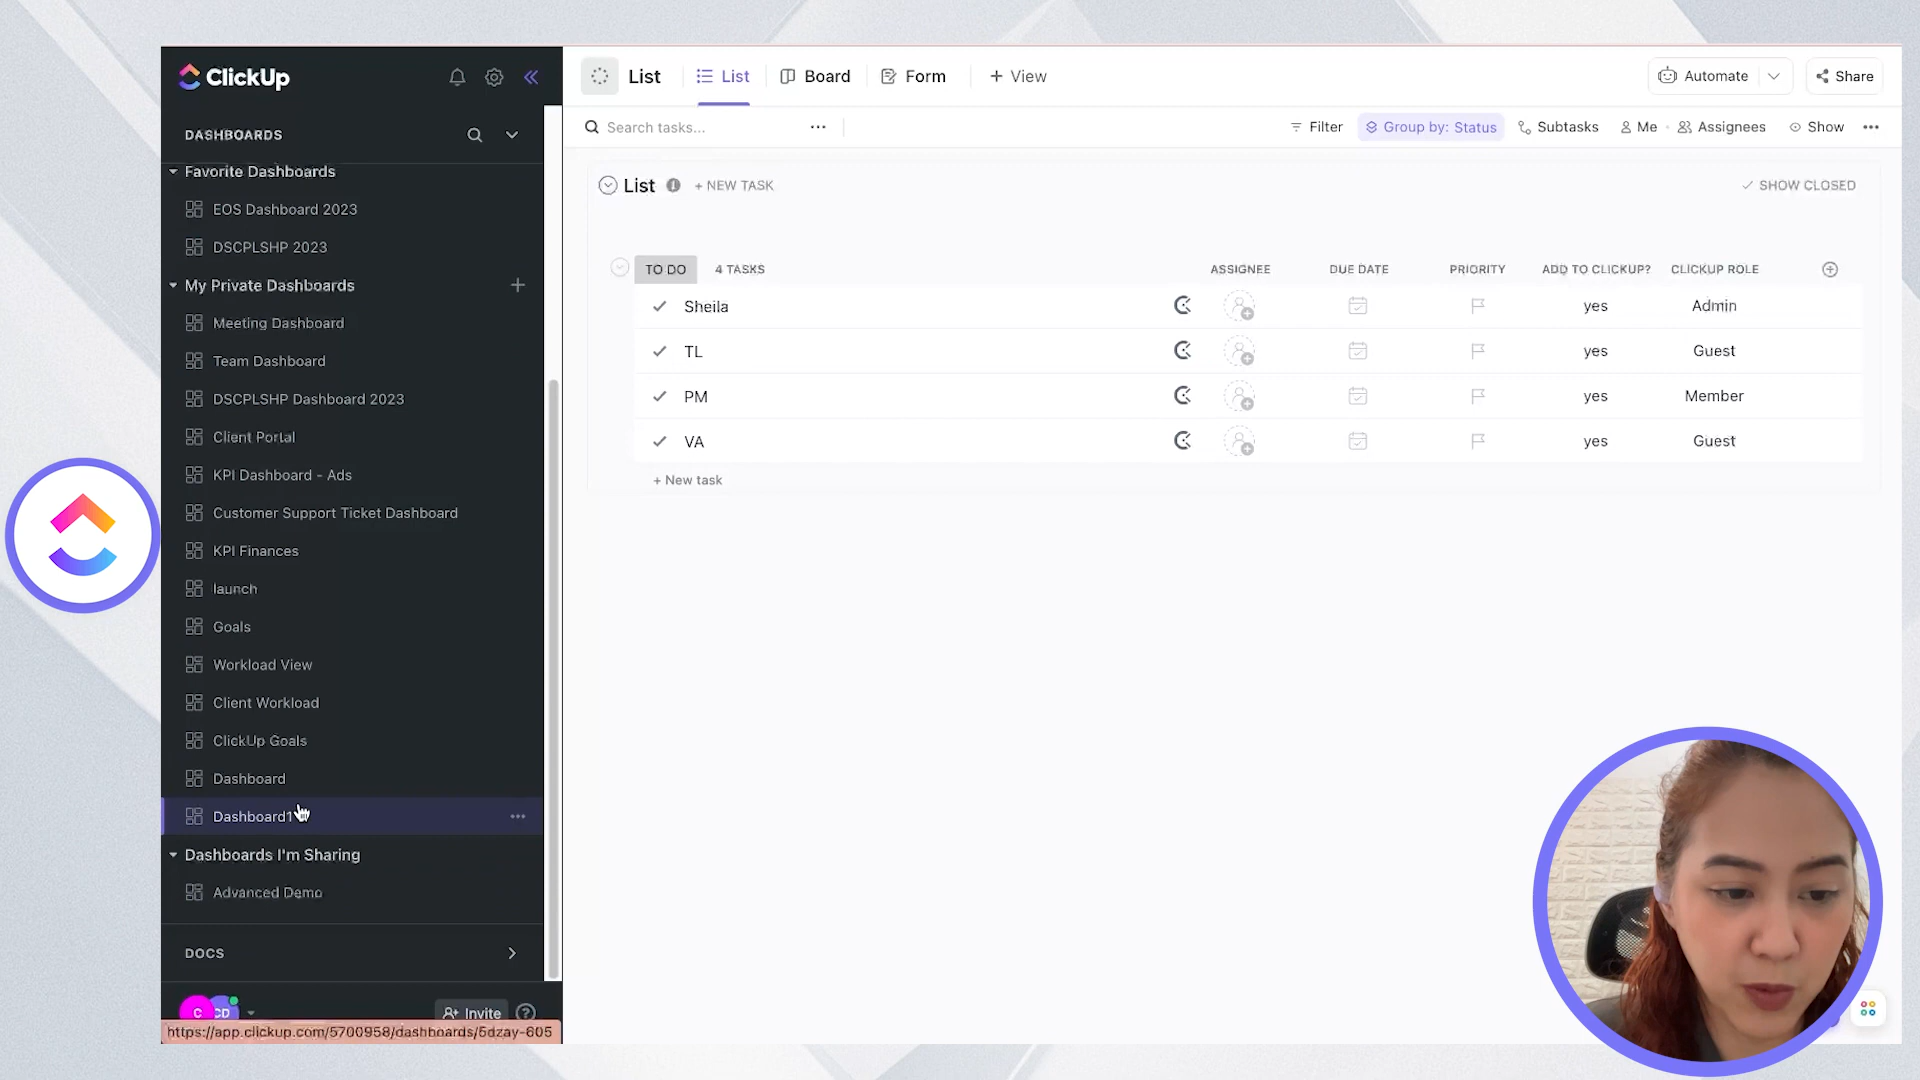 ClickUp
DASHBOARDS
Favorite Dashboards
EOS Dashboard 2023
DSCPLSHP 2023
My Private Dashboards
Meeting Dashboard
Team Dashboard
DSCPLSHP Dashboard 2023
Client Portal
KPI Dashboard - Ads
Customer Support Ticket Dashboard
KPI Finances
launch
Goals
Workload View
Client Workload
ClickUp Goals
Dashboard
Dashboard1
Dashboards I'm Sharing
Advanced Demo
DOCS
C CD Invite
https://app.clickup.com/5700958/dashboards/5dzay-605
List List Board Form + View Automate Share
Search tasks... Filter Group by: Status Subtasks Me Assignees Show
List + NEW TASK SHOW CLOSED
TO DO 4 TASKS ASSIGNEE DUE DATE PRIORITY ADD TO CLICKUP? CLICKUP ROLE
Sheila yes Admin
TL yes Guest
PM yes Member
VA yes Guest
+ New task